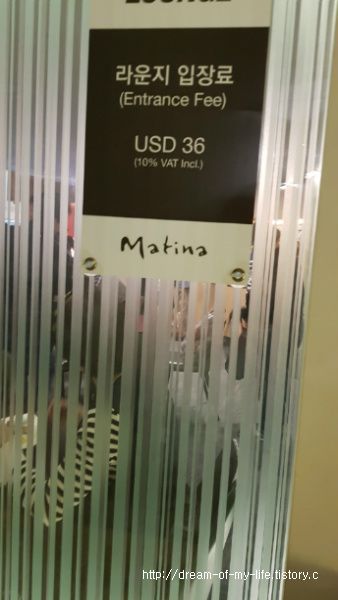 LOUNGE
라운지 입장료
(Entrance Fee)
USD 36
(10% VAT Incl.)
Matina
http://dream-of-my-life.tistory.c